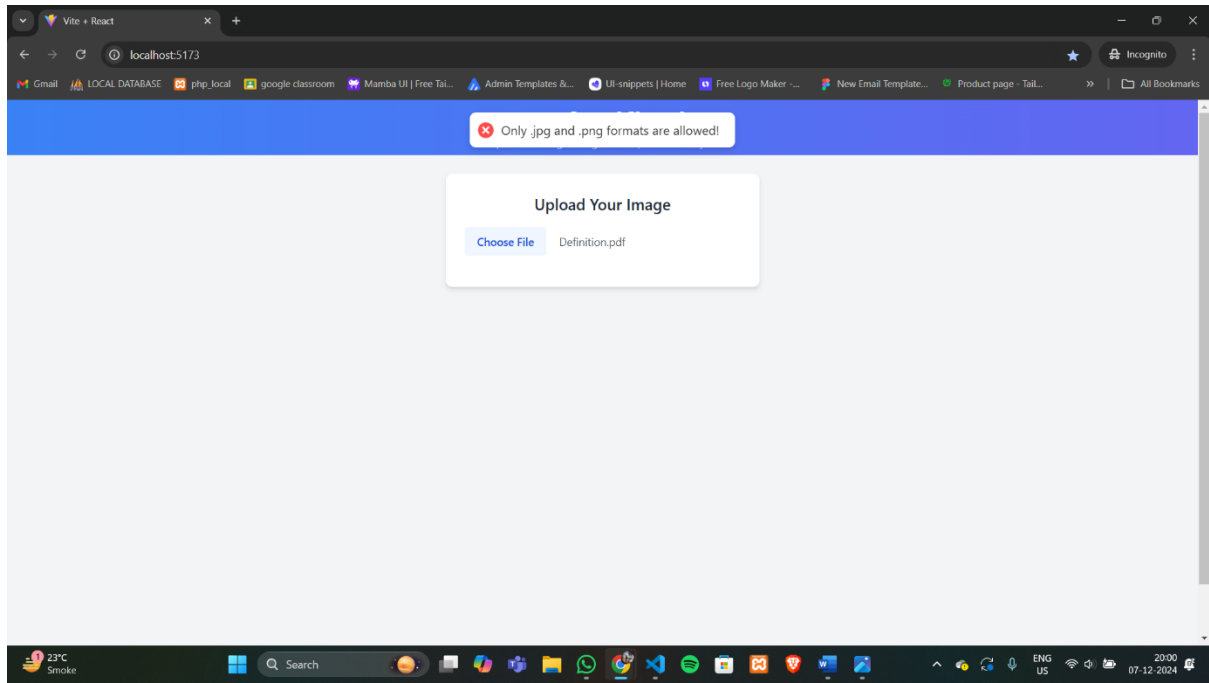 Vite + React
localhost:5173
Incognito
Gmail
LOCAL DATABASE
php_local
google classroom
Mamba UI | Free Tai...
Admin Templates &...
UI-snippets | Home
Free Logo Maker -...
New Email Template...
Product page - Tail...
All Bookmarks
Only .jpg and .png formats are allowed!
Upload Your Image
Choose File Definition.pdf
1
23°C
Smoke
Search
ENG
US
20:00
07-12-2024